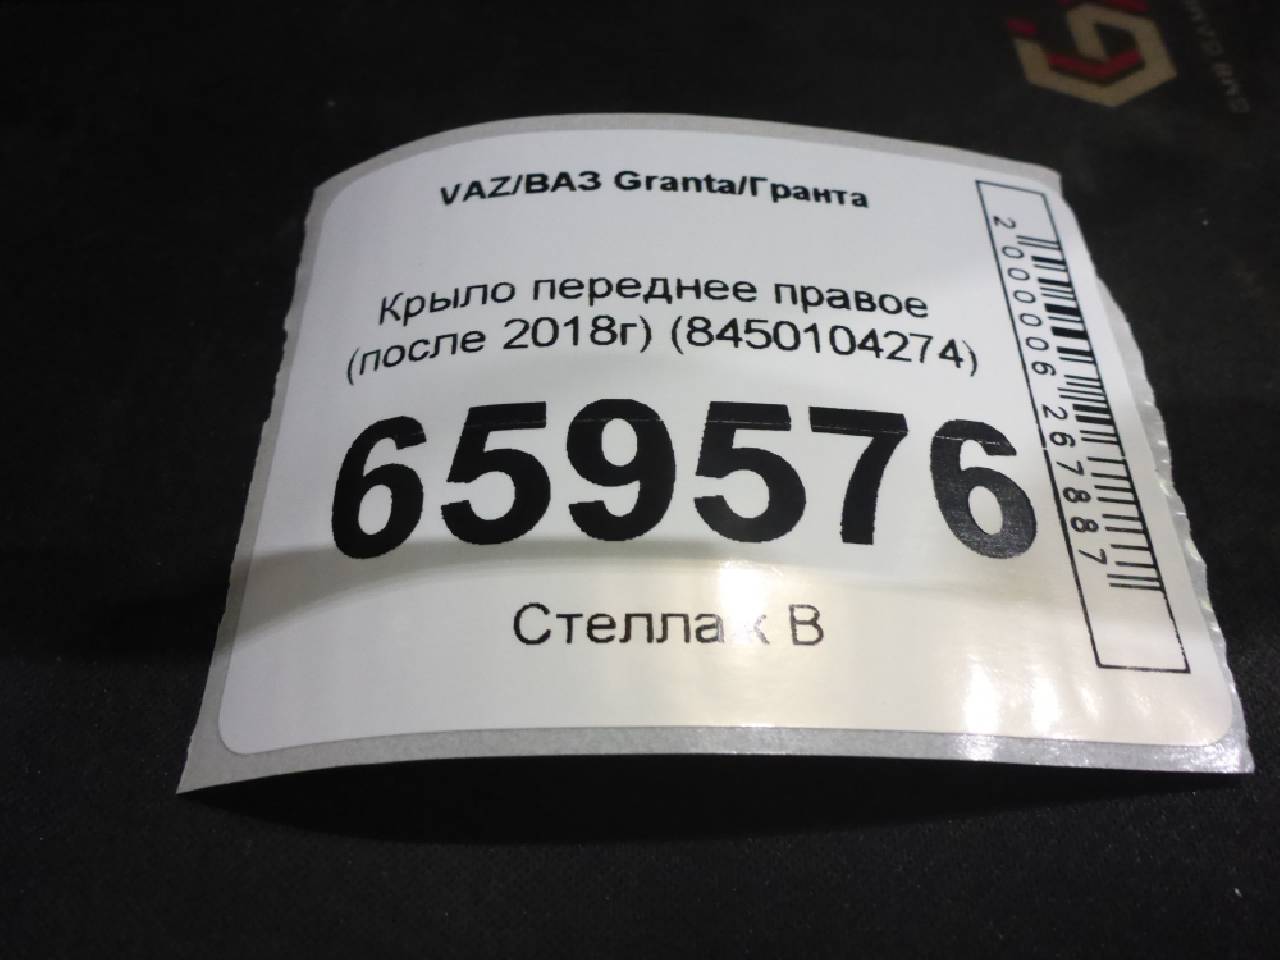 VAZ/ВАЗ Granta/Гранта
Крыло переднее правое
(после 2018г) (8450104274)
659576
Стеллаж В
2000006267887